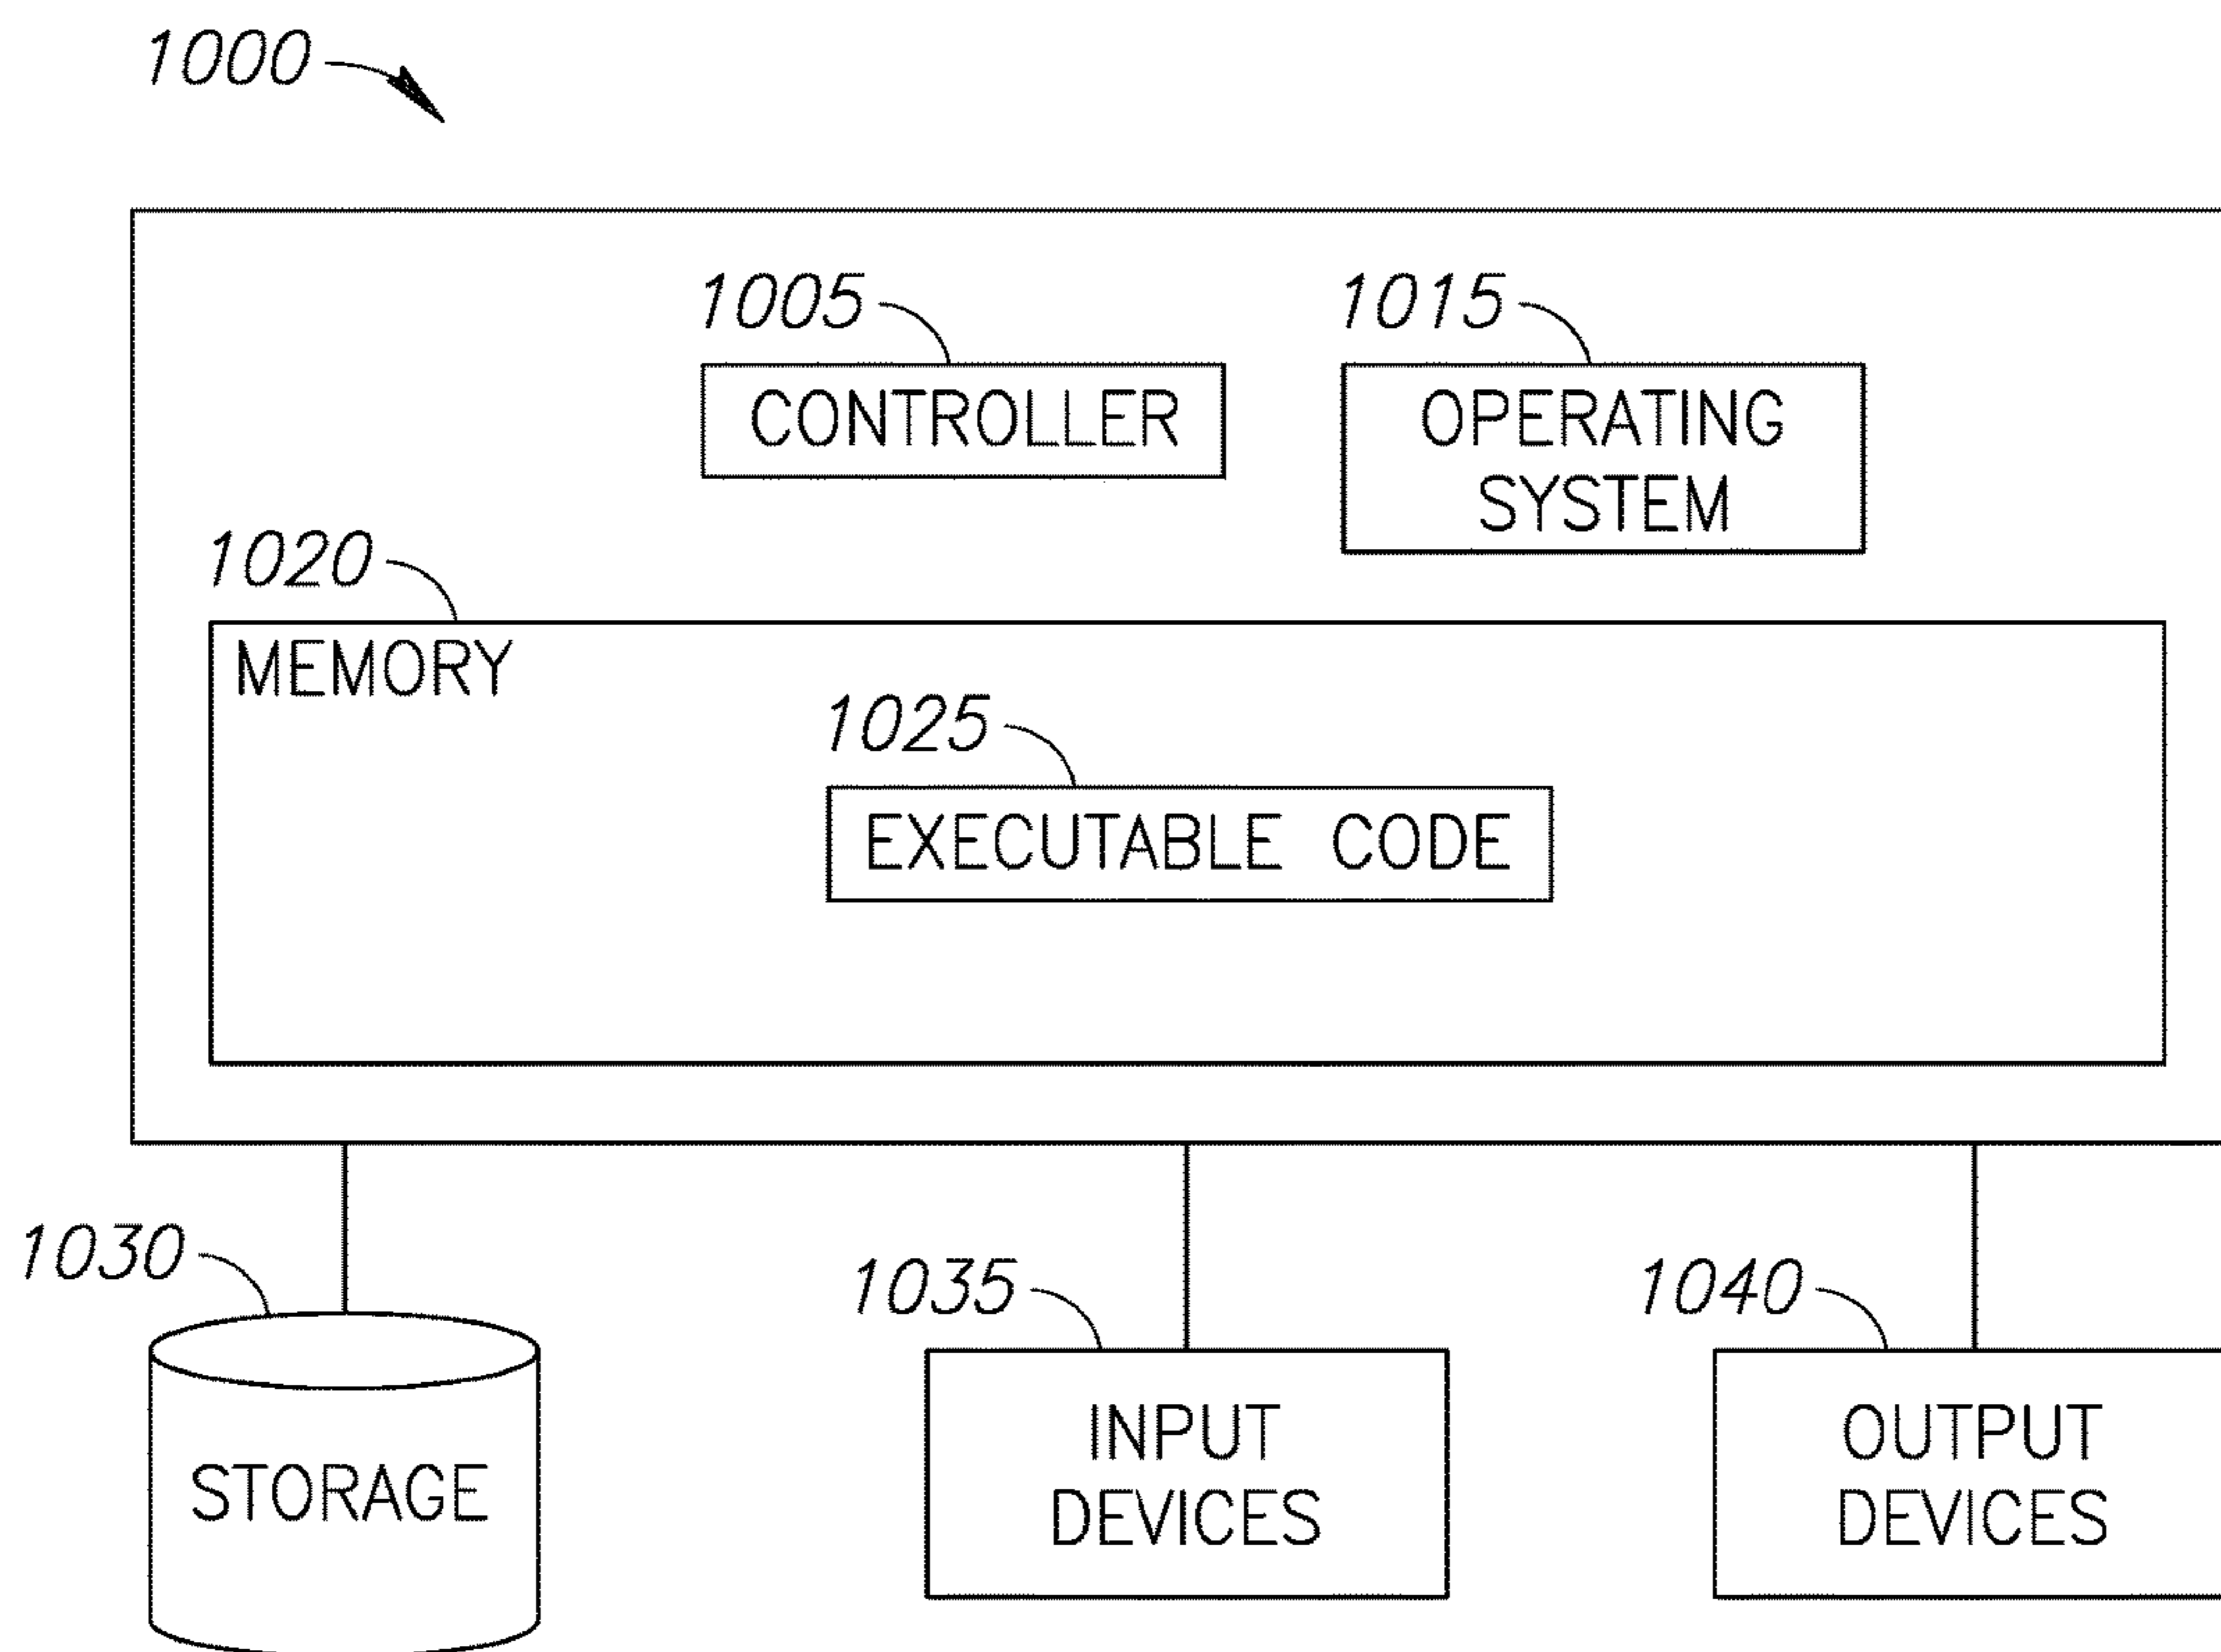 1000
1005
1015
CONTROLLER
OPERATING
SYSTEM
1020
MEMORY
1025
EXECUTABLE CODE
1030
1035
1040
STORAGE
INPUT
DEVICES
OUTPUT
DEVICES